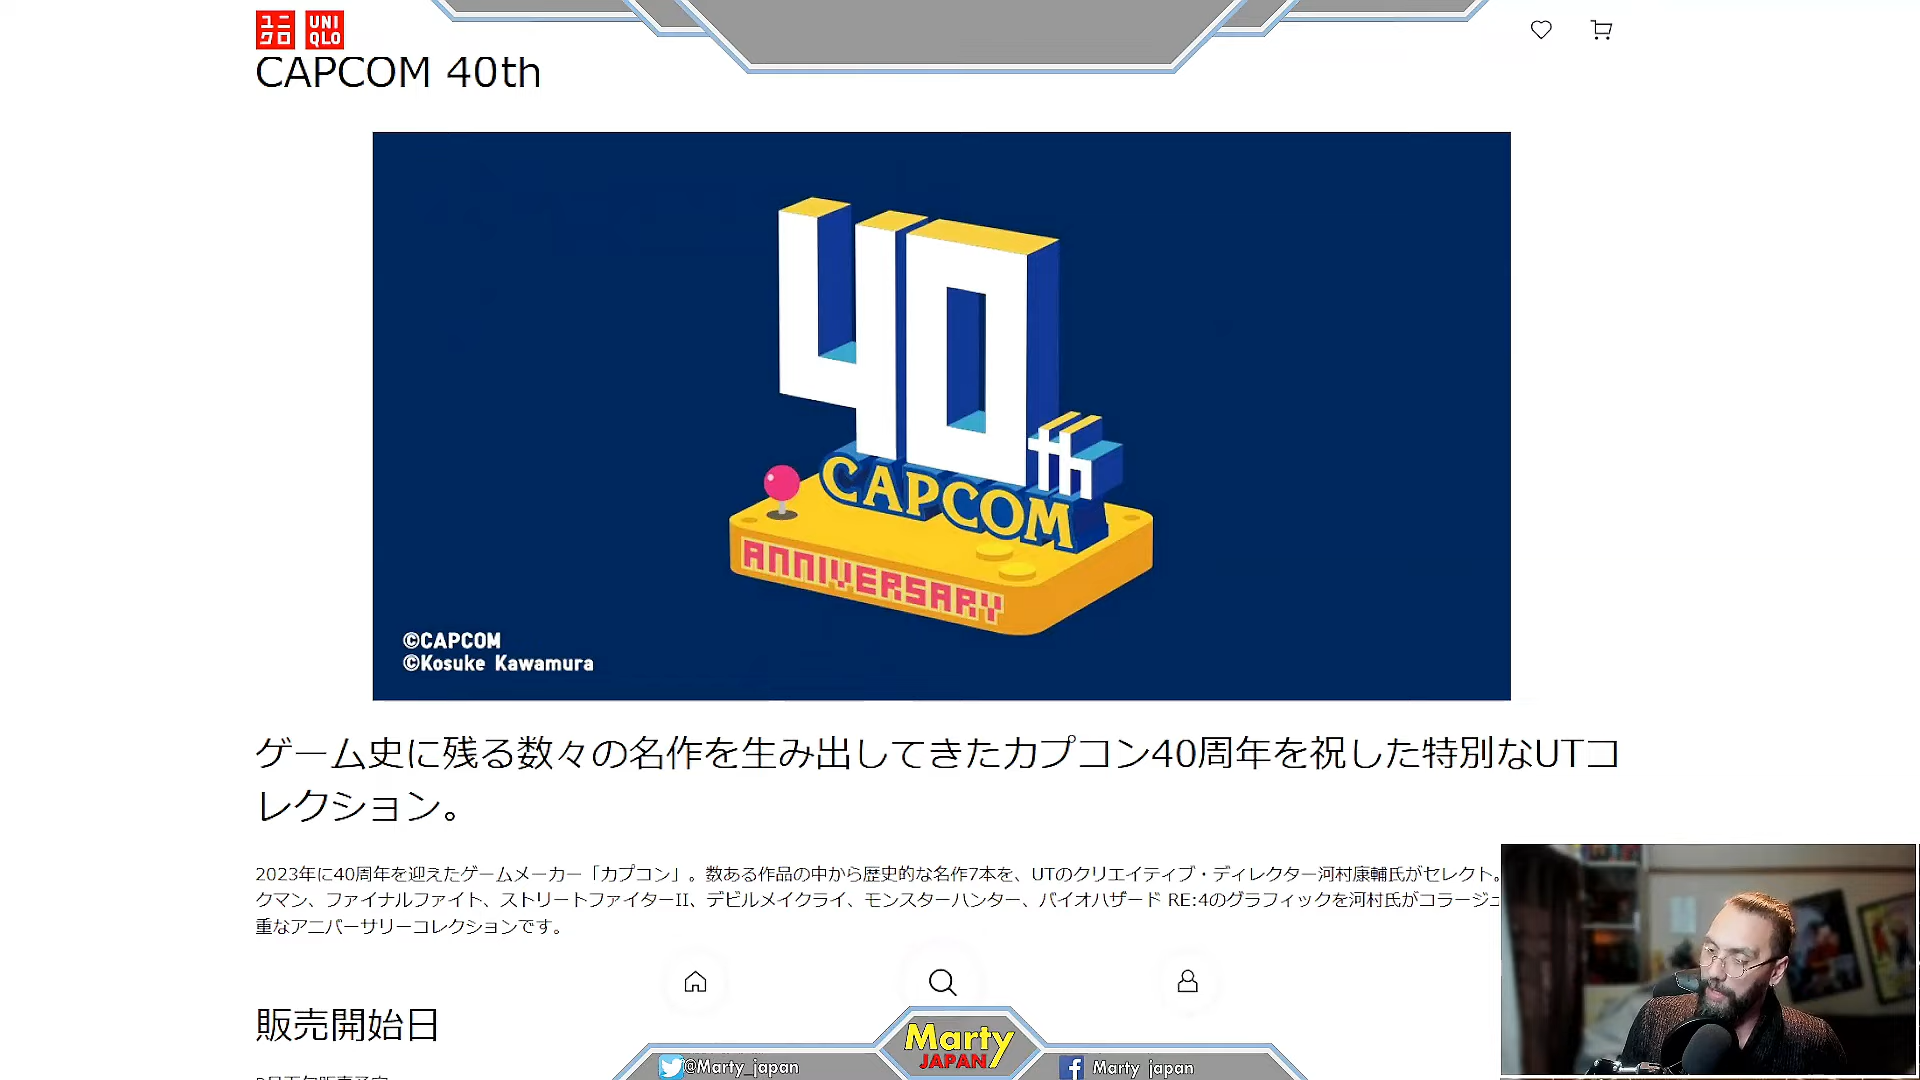 ユニ
クロ
UNI
QLO
CAPCOM 40th
40th
CAPCOM
ANNIVERSARY
©CAPCOM
©Kosuke Kawamura
ゲーム史に残る数々の名作を生み出してきたカプコン40周年を祝した特別なUTコ
レクション。
2023年に40周年を迎えたゲームメーカー「カプコン」。数ある作品の中から歴史的な名作7本を、UTのクリエイティブ・ディレクター河村康輔氏がセレクト。
クマン、ファイナルファイト、ストリートファイターII、デビルメイクライ、モンスターハンター、バイオハザード RE:4のグラフィックを河村氏がコラージュ
重なアニバーサリーコレクションです。
販売開始日
Marty
JAPAN
@Marty_japan
Marty japan